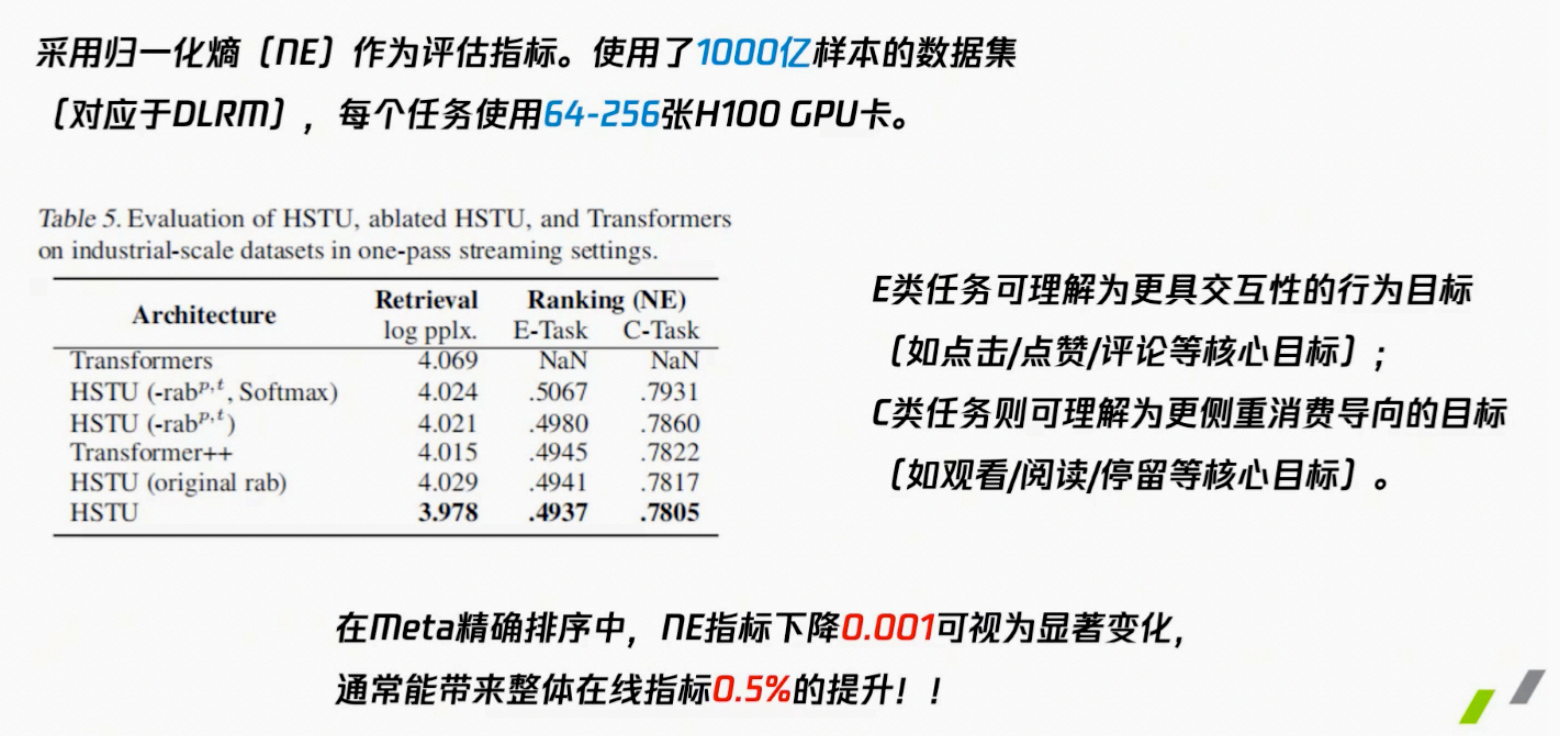 采用归一化熵（NE）作为评估指标。使用了1000亿样本的数据集
（对应于DLRM），每个任务使用64-256张H100 GPU卡。
Table 5. Evaluation of HSTU, ablated HSTU, and Transformers
on industrial-scale datasets in one-pass streaming settings.
Architecture Retrieval Ranking (NE)
log pplx. E-Task C-Task
Transformers 4.069 NaN NaN
HSTU (-rab^{p,t}, Softmax) 4.024 .5067 .7931
HSTU (-rab^{p,t}) 4.021 .4980 .7860
Transformer++ 4.015 .4945 .7822
HSTU (original rab) 4.029 .4941 .7817
HSTU 3.978 .4937 .7805
E类任务可理解为更具交互性的行为目标
（如点击/点赞/评论等核心目标）；
C类任务则可理解为更侧重消费导向的目标
（如观看/阅读/停留等核心目标）。
在Meta精确排序中，NE指标下降0.001可视为显著变化，
通常能带来整体在线指标0.5%的提升！！